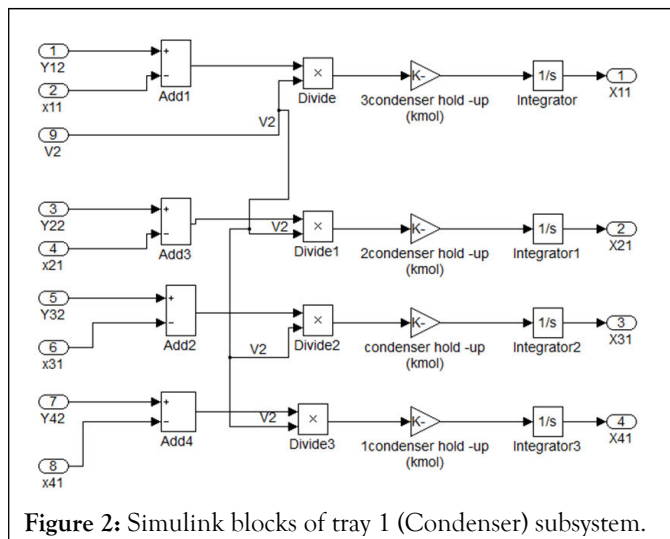 1
Y12
2
x11
9
V2
+
−
Add1
V2
×
Divide
K-
3condenser hold -up
(kmol)
1/s
Integrator
1
X11
3
Y22
4
x21
+
−
Add3
V2
×
Divide1
K-
2condenser hold -up
(kmol)
1/s
Integrator1
2
X21
5
Y32
6
x31
+
−
Add2
V2
×
Divide2
K-
condenser hold -up
(kmol)
1/s
Integrator2
3
X31
7
Y42
8
x41
+
−
Add4
V2
×
Divide3
K-
1condenser hold -up
(kmol)
1/s
Integrator3
4
X41
Figure 2: Simulink blocks of tray 1 (Condenser) subsystem.